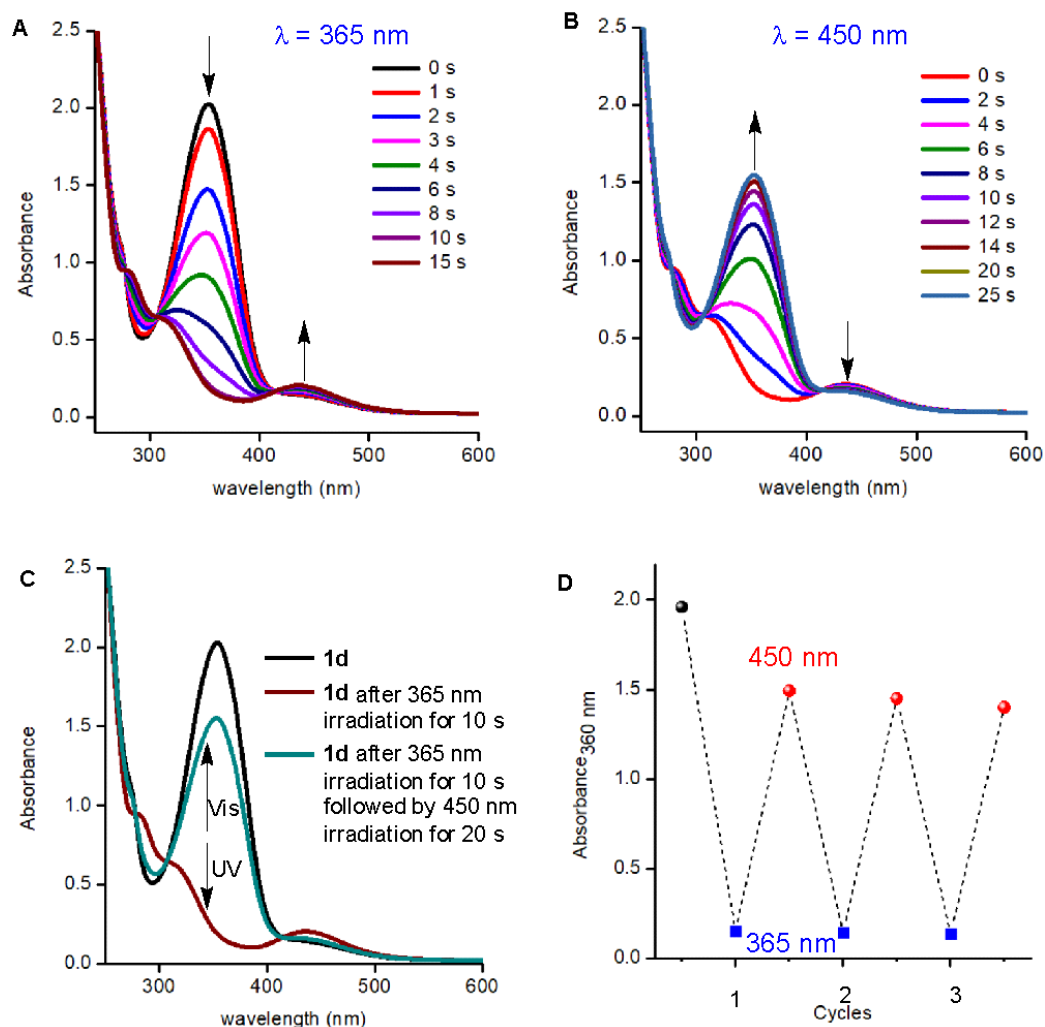 A
λ = 365 nm
2.5
2.0
1.5
1.0
0.5
0.0
Absorbance
300
400
500
600
wavelength (nm)
0 s
1 s
2 s
3 s
4 s
6 s
8 s
10 s
15 s
B
λ = 450 nm
2.5
2.0
1.5
1.0
0.5
0.0
Absorbance
300
400
500
600
wavelength (nm)
0 s
2 s
4 s
6 s
8 s
10 s
12 s
14 s
20 s
25 s
C
2.5
2.0
1.5
1.0
0.5
0.0
Absorbance
300
400
500
600
wavelength (nm)
1d
1d after 365 nm
irradiation for 10 s
1d after 365 nm
irradiation for 10 s
followed by 450 nm
irradiation for 20 s
Vis
UV
D
2.0
1.5
1.0
0.5
0.0
Absorbance360 nm
450 nm
365 nm
1
2
3
Cycles